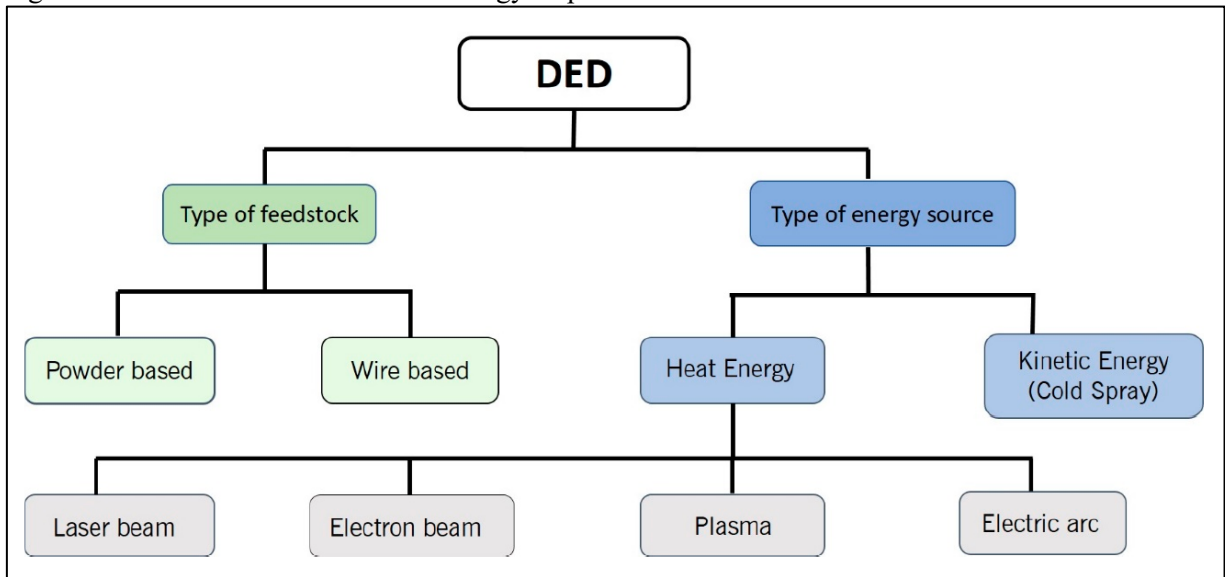 DED
Type of feedstock
Type of energy source
Powder based
Wire based
Heat Energy
Kinetic Energy
(Cold Spray)
Laser beam
Electron beam
Plasma
Electric arc